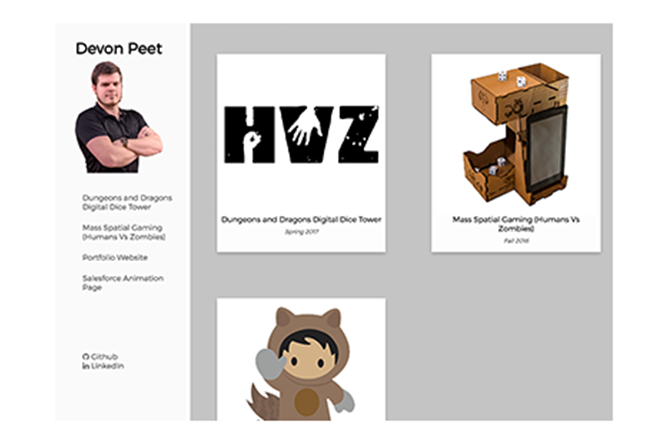 Devon Peet
Dungeons and Dragons
Digital Dice Tower
Mass Spatial Gaming
(Humans Vs Zombies)
Portfolio Website
Salesforce Animation
Page
Github
LinkedIn
HVZ
Dungeons and Dragons Digital Dice Tower
Spring 2017
Mass Spatial Gaming (Humans Vs
Zombies)
Fall 2016